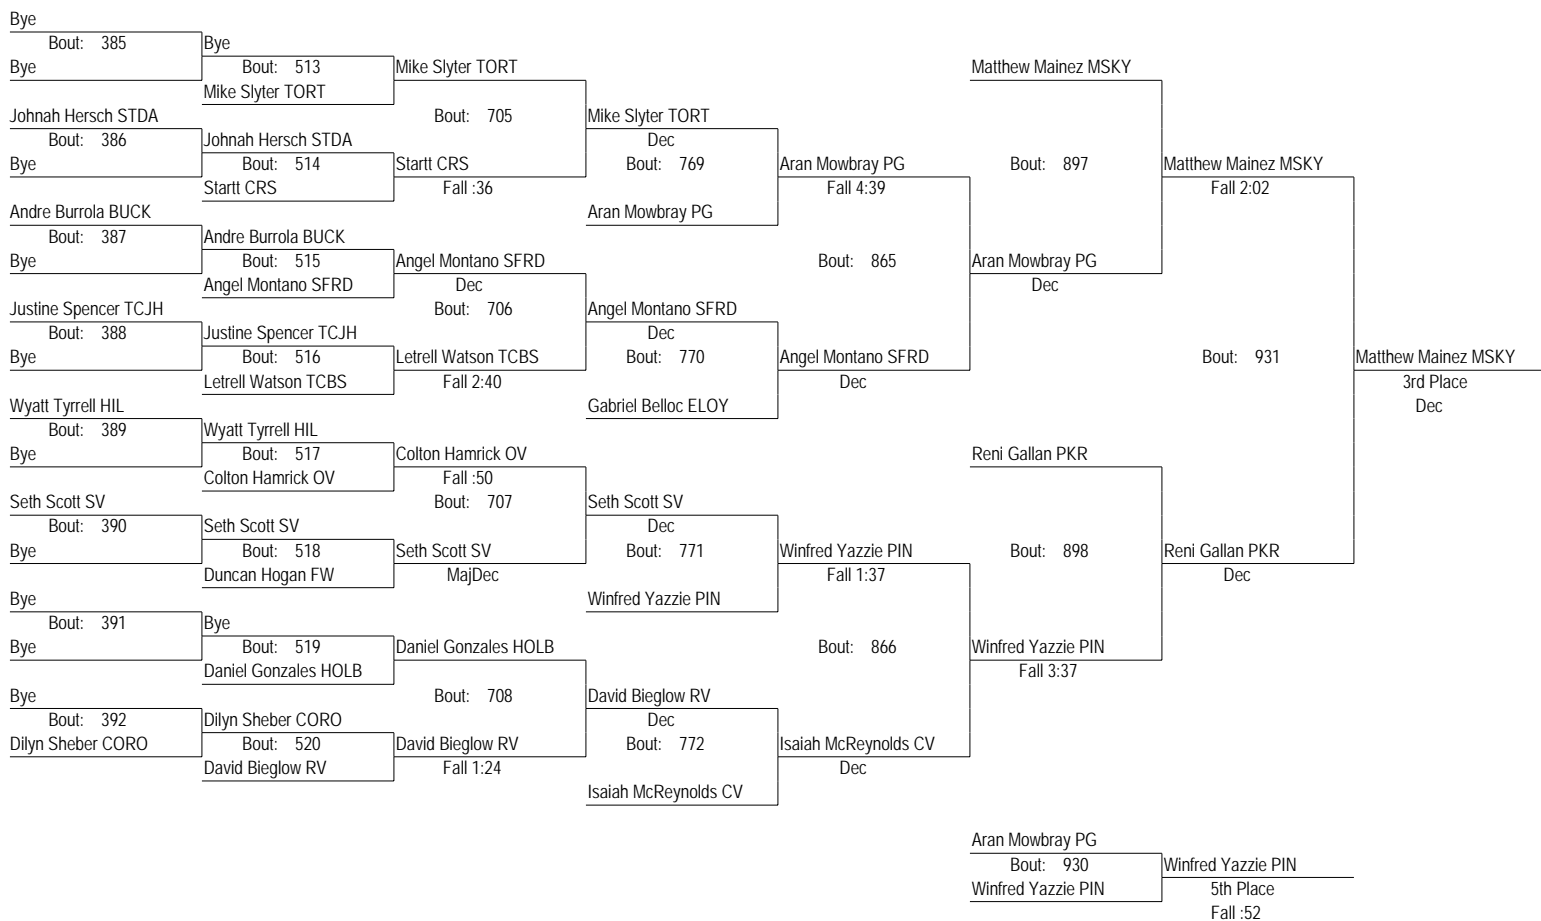 Bye
Bout: 385
Bye
Bye
Bout: 513
Mike Slyter TORT
Mike Slyter TORT
Matthew Mainez MSKY
Johnah Hersch STDA
Bout: 386
Bye
Johnah Hersch STDA
Bout: 514
Startt CRS
Bout: 705
Startt CRS
Fall :36
Mike Slyter TORT
Dec
Bout: 769
Aran Mowbray PG
Aran Mowbray PG
Fall 4:39
Bout: 897
Matthew Mainez MSKY
Fall 2:02
Andre Burrola BUCK
Bout: 387
Bye
Andre Burrola BUCK
Bout: 515
Angel Montano SFRD
Angel Montano SFRD
Dec
Bout: 706
Bout: 865
Aran Mowbray PG
Dec
Justine Spencer TCJH
Bout: 388
Bye
Justine Spencer TCJH
Bout: 516
Letrell Watson TCBS
Letrell Watson TCBS
Fall 2:40
Angel Montano SFRD
Dec
Bout: 770
Gabriel Belloc ELOY
Angel Montano SFRD
Dec
Bout: 931
Matthew Mainez MSKY
3rd Place
Dec
Wyatt Tyrrell HIL
Bout: 389
Bye
Wyatt Tyrrell HIL
Bout: 517
Colton Hamrick OV
Colton Hamrick OV
Fall :50
Bout: 707
Reni Gallan PKR
Seth Scott SV
Bout: 390
Bye
Seth Scott SV
Bout: 518
Duncan Hogan FW
Seth Scott SV
MajDec
Seth Scott SV
Dec
Bout: 771
Winfred Yazzie PIN
Winfred Yazzie PIN
Fall 1:37
Bout: 898
Reni Gallan PKR
Dec
Bye
Bout: 391
Bye
Bye
Bout: 519
Daniel Gonzales HOLB
Daniel Gonzales HOLB
Bout: 708
Bout: 866
Winfred Yazzie PIN
Fall 3:37
Bye
Bout: 392
Dilyn Sheber CORO
Dilyn Sheber CORO
Bout: 520
David Bieglow RV
David Bieglow RV
Fall 1:24
David Bieglow RV
Dec
Bout: 772
Isaiah McReynolds CV
Isaiah McReynolds CV
Dec
Aran Mowbray PG
Bout: 930
Winfred Yazzie PIN
Winfred Yazzie PIN
5th Place
Fall :52